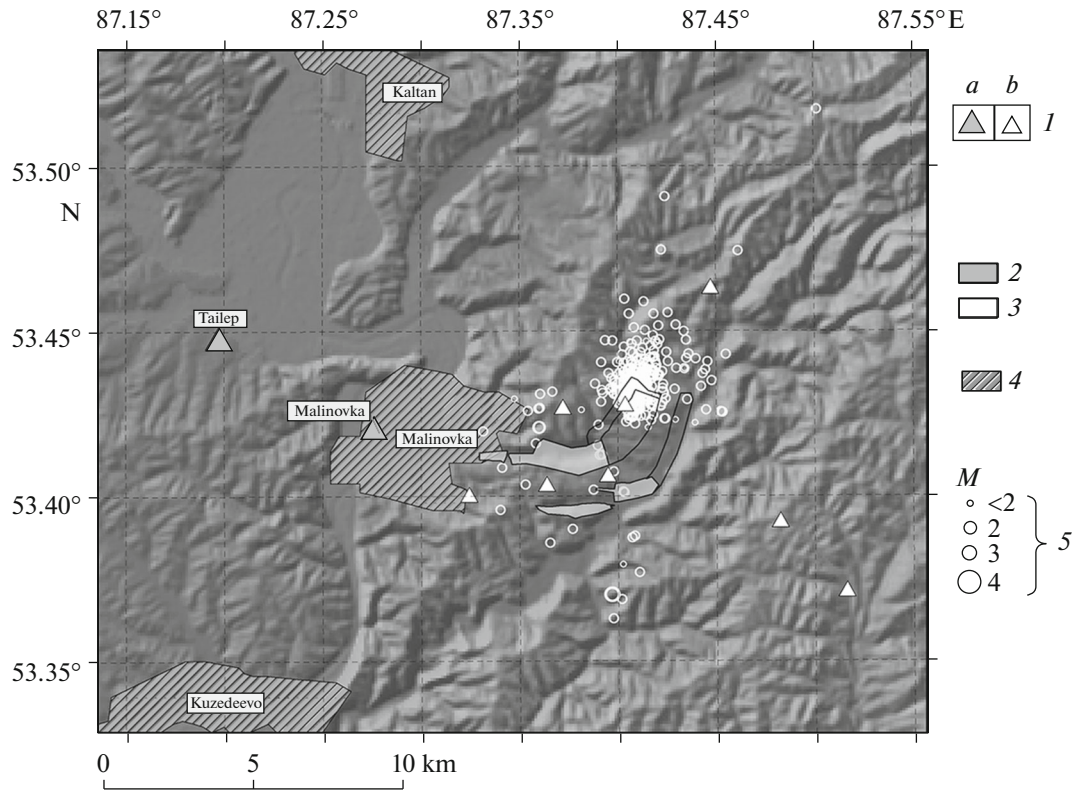 87.15° 87.25° 87.35° 87.45° 87.55° E
a b
1
Kaltan
53.50°
N
2
3
Tailep
53.45°
4
Malinovka
Malinovka
53.40°
M
<2
2
3
4
5
53.35°
Kuzedeevo
0 5 10 km